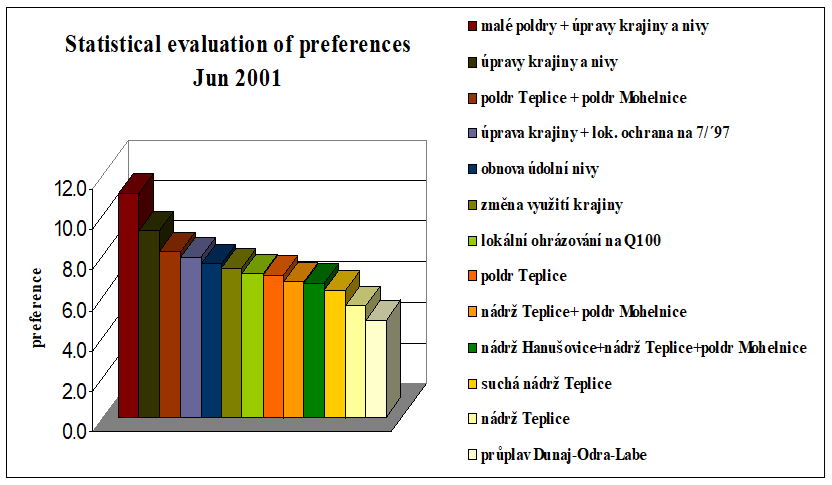 Statistical evaluation of preferences
Jun 2001
preference
12.0
10.0
8.0
6.0
4.0
2.0
0.0
malé poldry + úpravy krajiny a nivy
úpravy krajiny a nivy
poldr Teplice + poldr Mohelnice
úprava krajiny + lok. ochrana na 7/´97
obnova údolní nivy
změna využití krajiny
lokální ohrázování na Q100
poldr Teplice
nádrž Teplice+ poldr Mohelnice
nádrž Hanušovice+nádrž Teplice+poldr Mohelnice
suchá nádrž Teplice
nádrž Teplice
průplav Dunaj-Odra-Labe